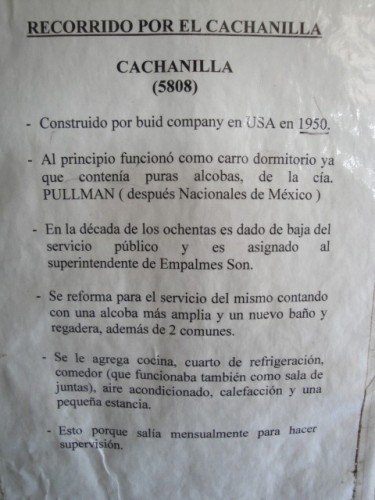 RECORRIDO POR EL CACHANILLA
CACHANILLA
(5808)
- Construido por buid company en USA en 1950.
- Al principio funcionó como carro dormitorio ya
que contenía puras alcobas, de la cía.
PULLMAN ( después Nacionales de México )
- En la década de los ochentas es dado de baja del
servicio público y es asignado al
superintendente de Empalmes Son.
- Se reforma para el servicio del mismo contando
con una alcoba más amplia y un nuevo baño y
regadera, además de 2 comunes.
- Se le agrega cocina, cuarto de refrigeración,
comedor (que funcionaba también como sala de
juntas), aire acondicionado, calefacción y una
pequeña estancia.
- Esto porque salía mensualmente para hacer
supervisión.